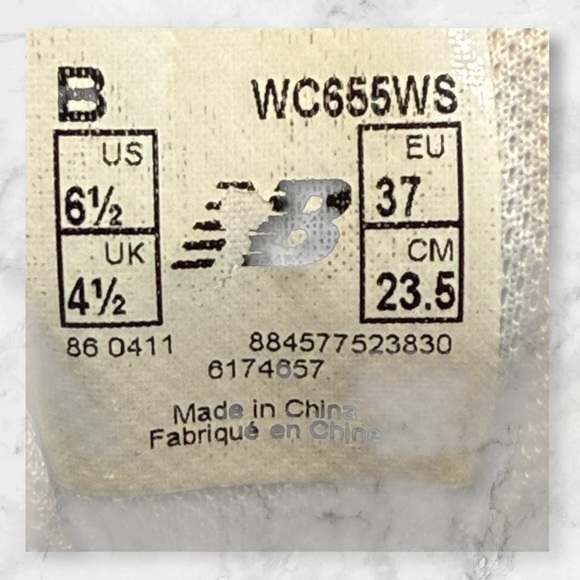 B WC655WS
US 6½ EU 37
UK 4½ CM 23.5
86 0411 884577523830
6174657
Made in China
Fabriqué en Chine